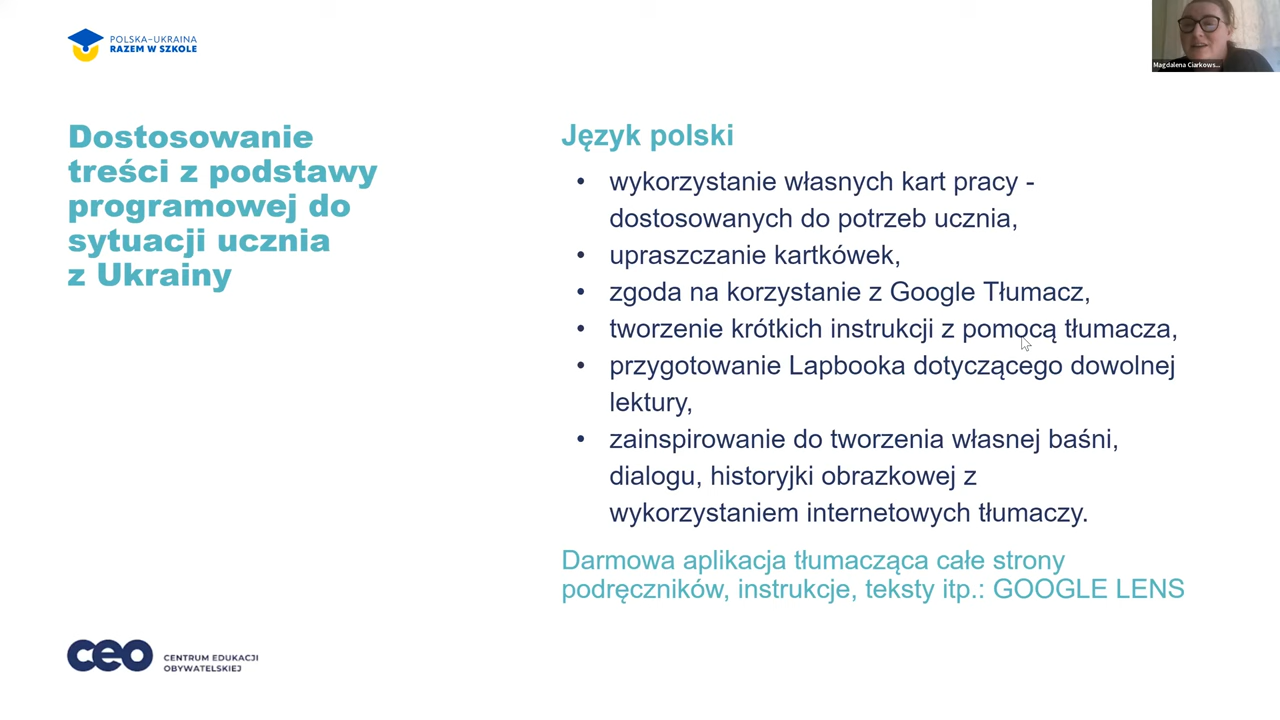 POLSKA-UKRAINA
RAZEM W SZKOLE
Magdalena Ciarkows...
Dostosowanie
treści z podstawy
programowej do
sytuacji ucznia
z Ukrainy
Język polski
• wykorzystanie własnych kart pracy -
dostosowanych do potrzeb ucznia,
• upraszczanie kartkówek,
• zgoda na korzystanie z Google Tłumacz,
• tworzenie krótkich instrukcji z pomocą tłumacza,
• przygotowanie Lapbooka dotyczącego dowolnej
lektury,
• zainspirowanie do tworzenia własnej baśni,
dialogu, historyjki obrazkowej z
wykorzystaniem internetowych tłumaczy.
Darmowa aplikacja tłumacząca całe strony
podręczników, instrukcje, teksty itp.: GOOGLE LENS
ceo
CENTRUM EDUKACJI
OBYWATELSKIEJ